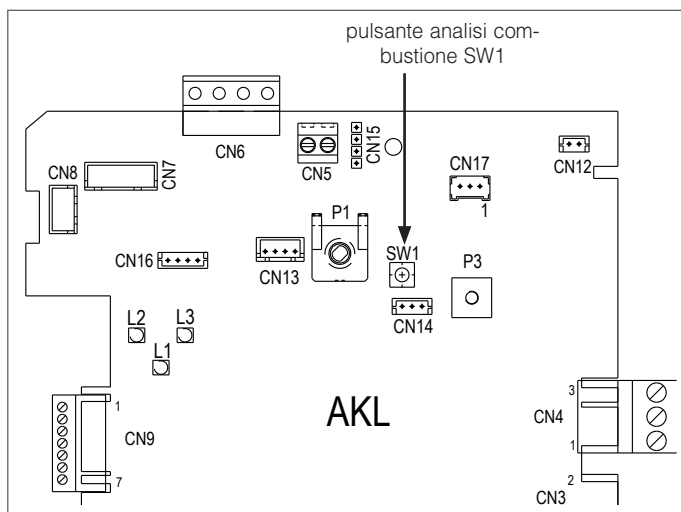 pulsante analisi com-
bustione SW1
CN6
CN5
CN15
CN12
CN7
CN8
CN17
1
P1
CN16
CN13
SW1
P3
CN14
L2
L3
L1
1
CN9
7
AKL
3
CN4
1
2
CN3